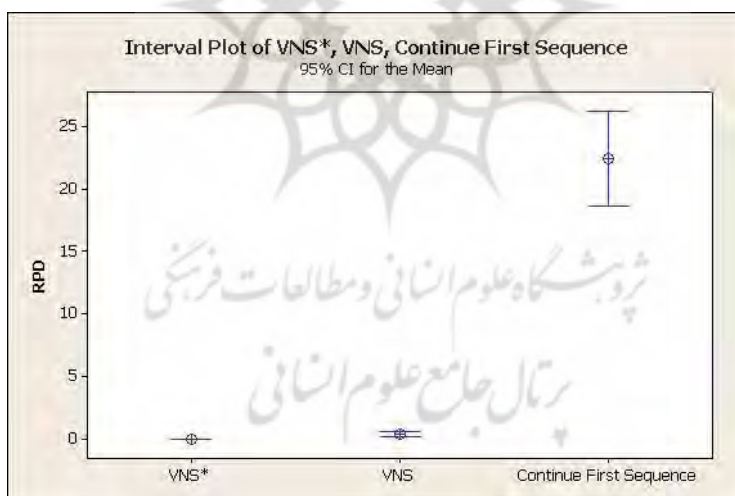 Interval Plot of VNS*, VNS, Continue First Sequence
95% CI for the Mean
25
20
15
10
5
0
RPD
پژوهشگاه علوم انسانی و مطالعات فرهنگی
پرتال جامع علوم انسانی
VNS* VNS Continue First Sequence